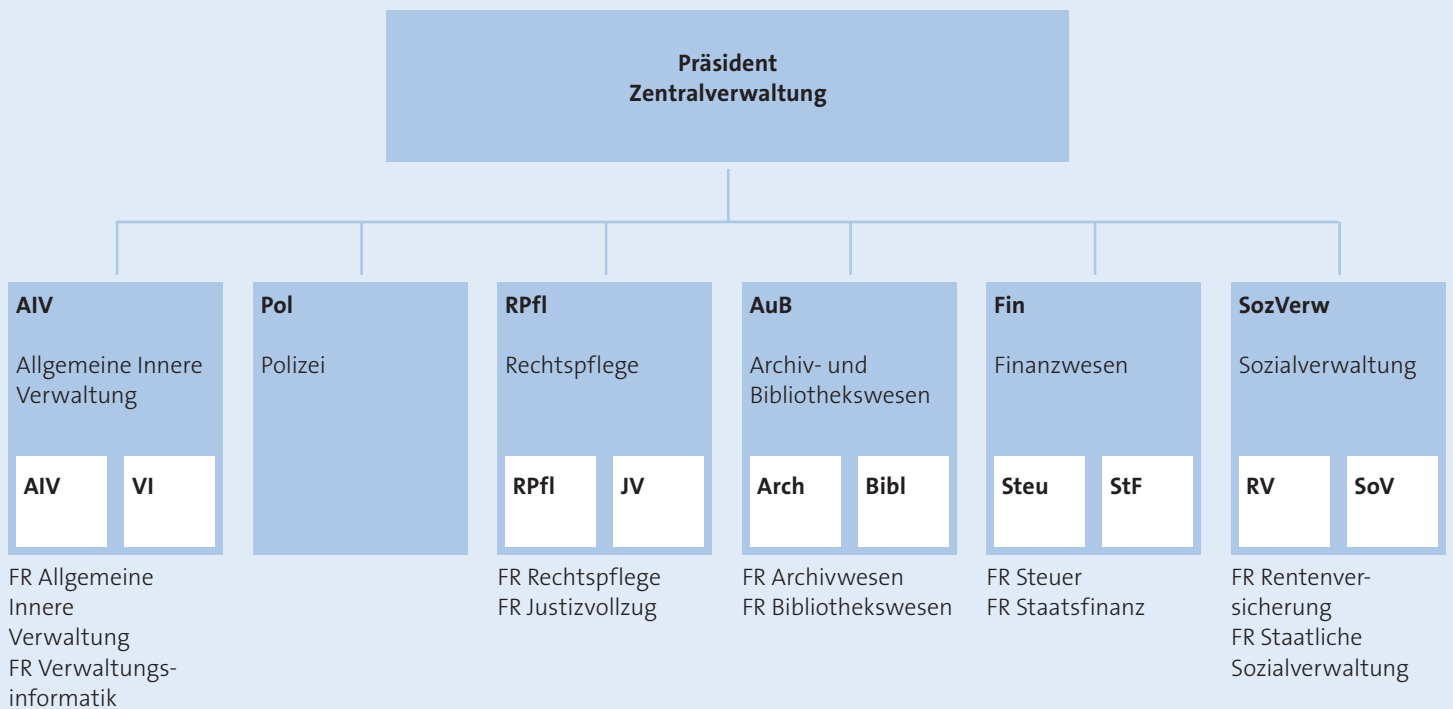 Präsident
Zentralverwaltung
AIV
Allgemeine Innere
Verwaltung
AIV
VI
FR Allgemeine
Innere
Verwaltung
FR Verwaltungs-
informatik
Pol
Polizei
RPfl
Rechtspflege
RPfl
JV
FR Rechtspflege
FR Justizvollzug
AuB
Archiv- und
Bibliothekswesen
Arch
Bibl
FR Archivwesen
FR Bibliothekswesen
Fin
Finanzwesen
Steu
StF
FR Steuer
FR Staatsfinanz
SozVerw
Sozialverwaltung
RV
SoV
FR Rentenver-
sicherung
FR Staatliche
Sozialverwaltung